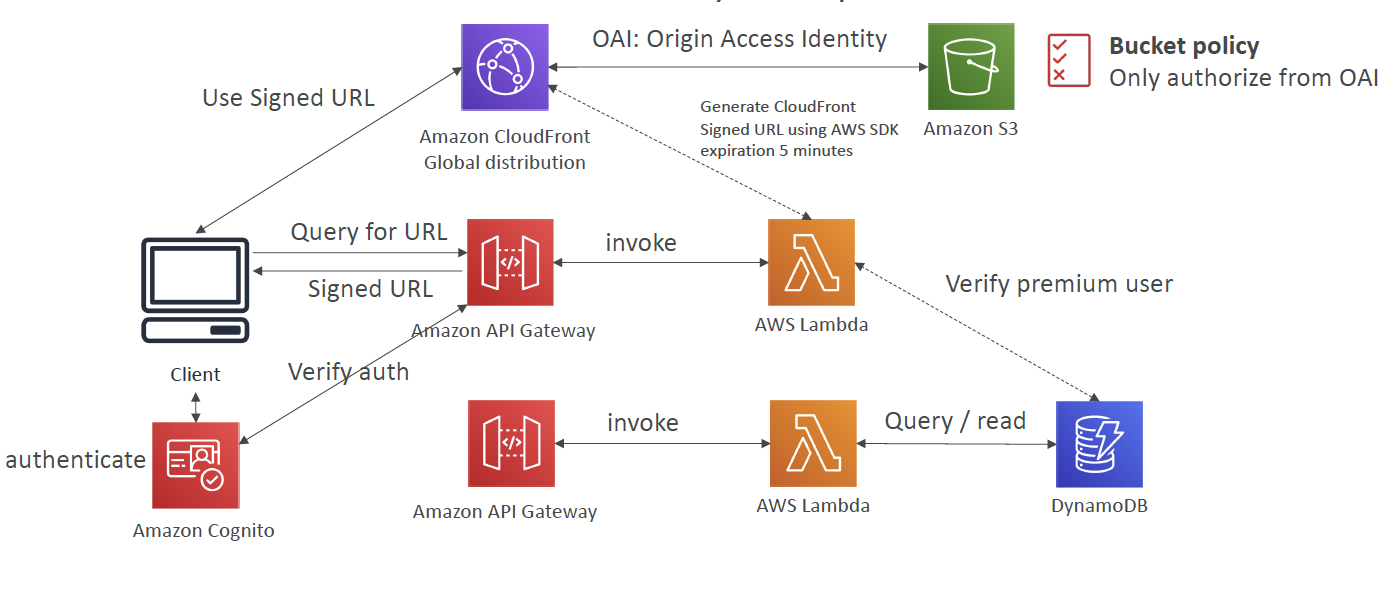 OAI: Origin Access Identity
Bucket policy
Only authorize from OAI
Use Signed URL
Generate CloudFront
Signed URL using AWS SDK
expiration 5 minutes
Amazon S3
Amazon CloudFront
Global distribution
Query for URL
invoke
Signed URL
Verify premium user
Amazon API Gateway
AWS Lambda
Client
Verify auth
invoke
Query / read
authenticate
Amazon Cognito
Amazon API Gateway
AWS Lambda
DynamoDB